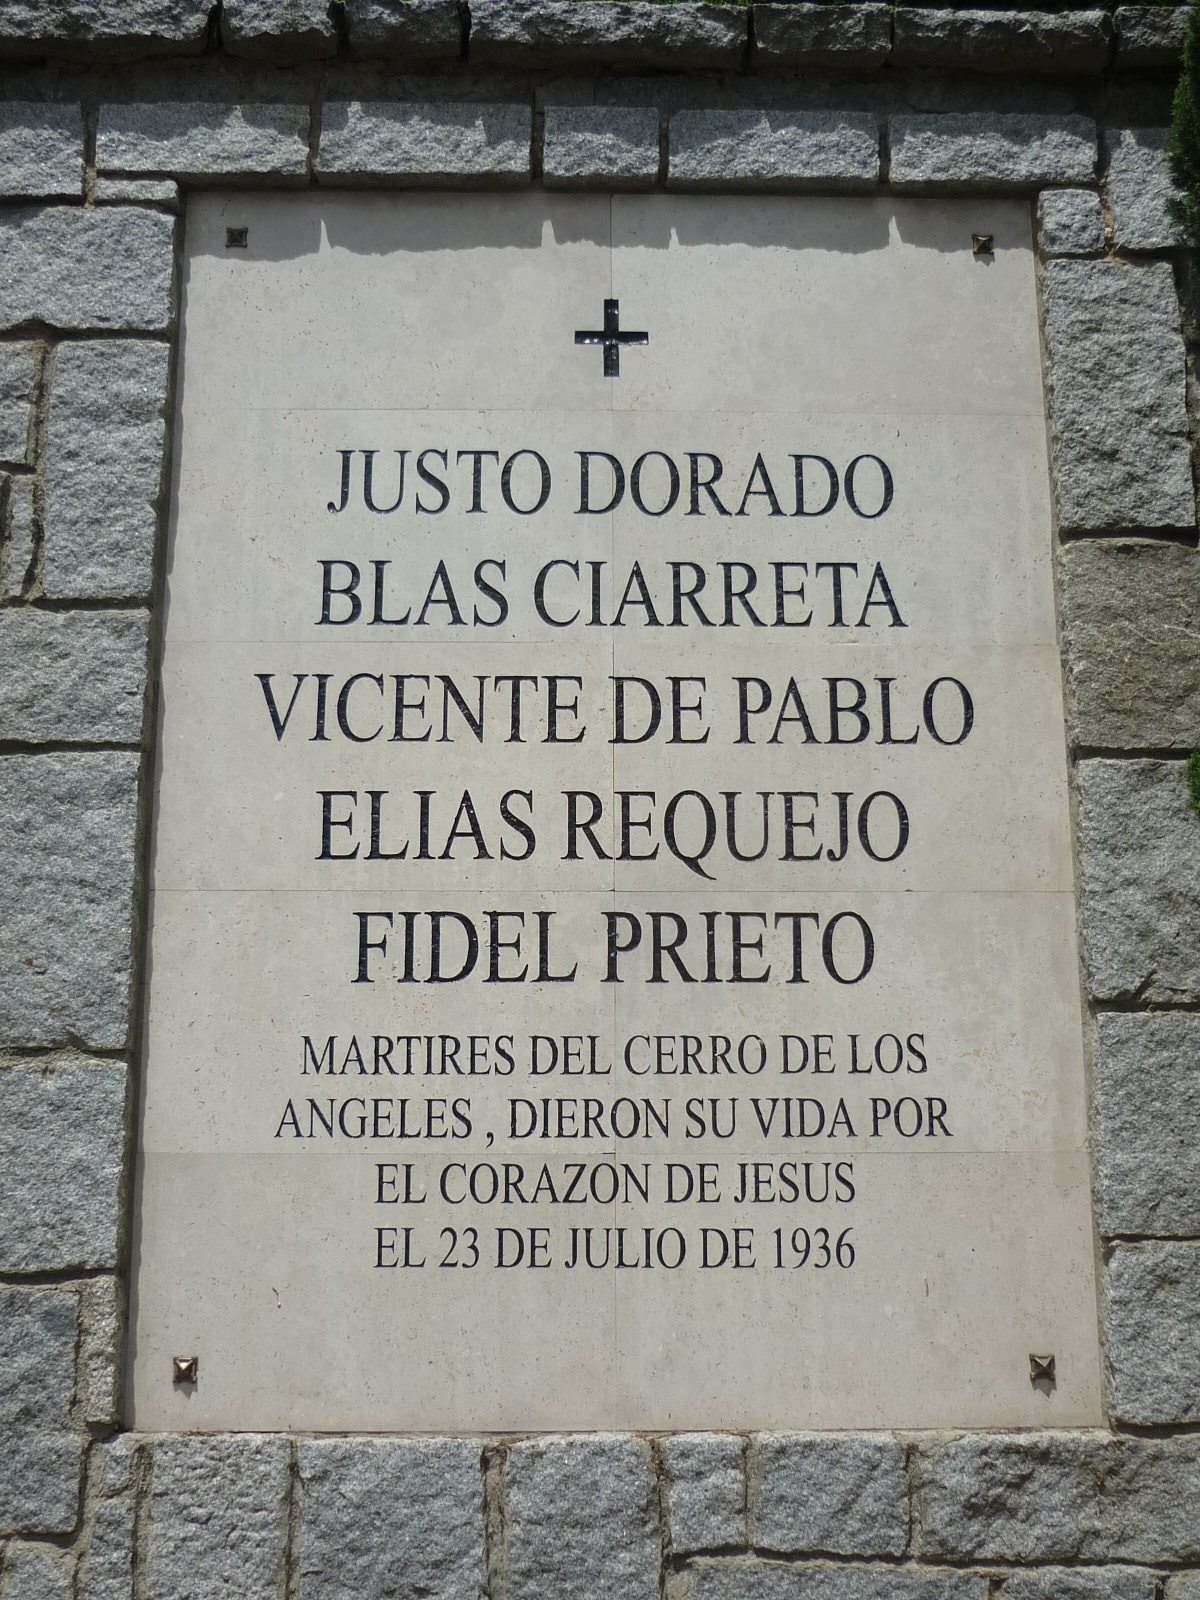 JUSTO DORADO
BLAS CIARRETA
VICENTE DE PABLO
ELIAS REQUEJO
FIDEL PRIETO
MARTIRES DEL CERRO DE LOS
ANGELES , DIERON SU VIDA POR
EL CORAZON DE JESUS
EL 23 DE JULIO DE 1936